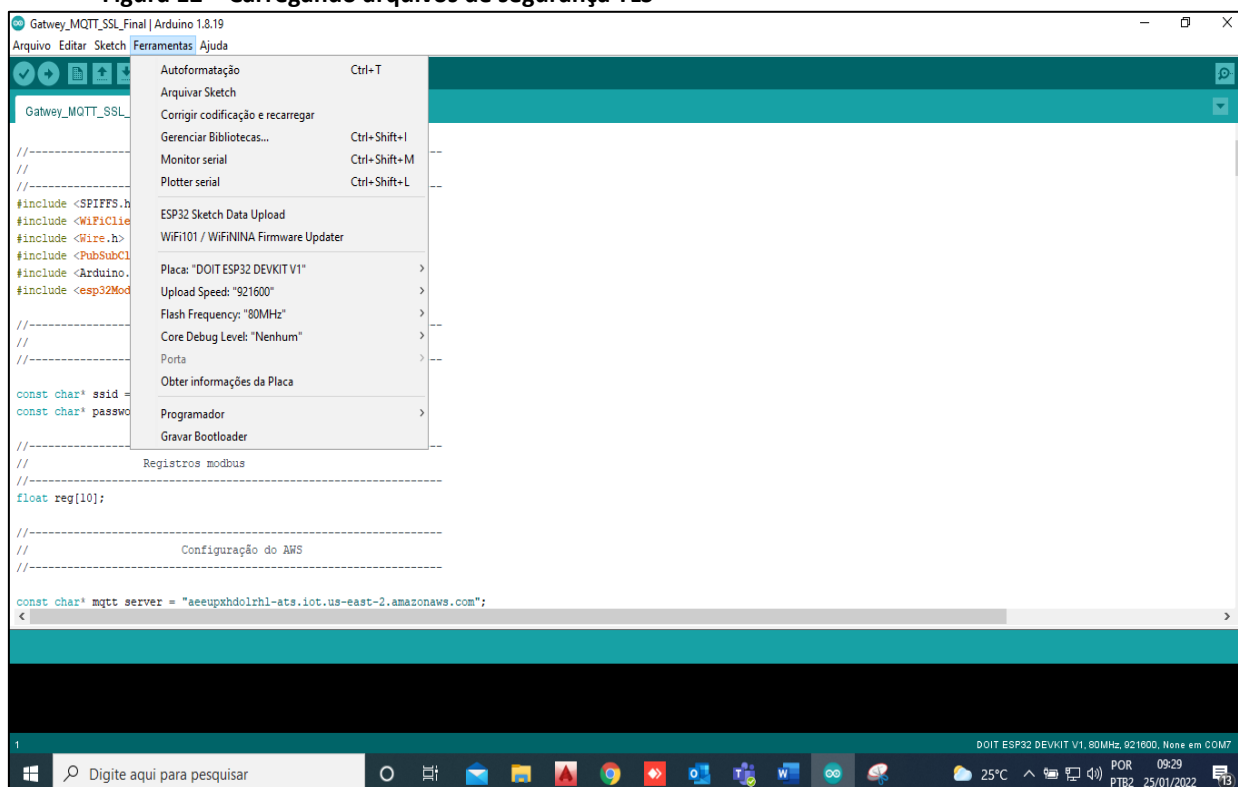 Gatwey_MQTT_SSL_Final | Arduino 1.8.19
Arquivo Editar Sketch Ferramentas Ajuda
Autoformatação Ctrl+T
Arquivar Sketch
Corrigir codificação e recarregar
Gerenciar Bibliotecas... Ctrl+Shift+I
Monitor serial Ctrl+Shift+M
Plotter serial Ctrl+Shift+L
ESP32 Sketch Data Upload
WiFi101 / WiFiNINA Firmware Updater
Placa: "DOIT ESP32 DEVKIT V1"
Upload Speed: "921600"
Flash Frequency: "80MHz"
Core Debug Level: "Nenhum"
Porta
Obter informações da Placa
Programador
Gravar Bootloader
Gatwey_MQTT_SSL_
//----------------
//
//----------------
#include <SPIFFS.h
#include <WiFiClie
#include <Wire.h>
#include <PubSubCl
#include <Arduino.
#include <esp32Mod
//----------------
//
//----------------
const char* ssid =
const char* passwo
//----------------
// Registros modbus
//----------------
float reg[10];
//----------------
// Configuração do AWS
//----------------
const char* mqtt server = "aeeupxhdolrhl-ats.iot.us-east-2.amazonaws.com";
1
DOIT ESP32 DEVKIT V1, 80MHz, 921600, None em COM7
Digite aqui para pesquisar
25°C
POR
PTB2
09:29
25/01/2022
13